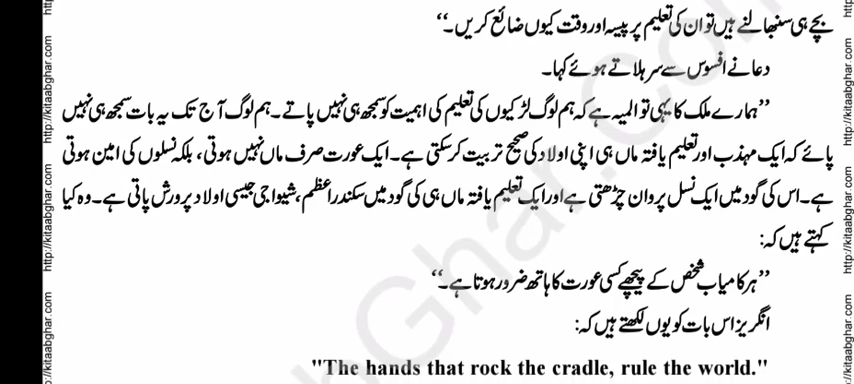 بچے ہی سنبھالنے ہیں تو ان کی تعلیم پر پیسہ اور وقت کیوں ضائع کریں۔‘‘
دعا نے افسوس سے سر ہلاتے ہوئے کہا۔
’’ہمارے ملک کا یہی تو المیہ ہے کہ ہم لوگ لڑکیوں کی تعلیم کی اہمیت کو سمجھ ہی نہیں پاتے۔ ہم لوگ آج تک یہ بات سمجھ ہی نہیں
پائے کہ ایک مہذب اور تعلیم یافتہ ماں ہی اپنی اولاد کی صحیح تربیت کر سکتی ہے۔ ایک عورت صرف ماں نہیں ہوتی، بلکہ نسلوں کی امین ہوتی
ہے۔ اس کی گود میں ایک نسل پروان چڑھتی ہے اور ایک تعلیم یافتہ ماں ہی کی گود میں سکندر اعظم، شیوا جی جیسی اولاد پرورش پاتی ہے۔ وہ کیا
کہتے ہیں کہ:
’’ہر کامیاب شخص کے پیچھے کسی عورت کا ہاتھ ضرور ہوتا ہے۔‘‘
انگریز اس بات کو یوں لکھتے ہیں کہ:
"The hands that rock the cradle, rule the world."
http://kitaabghar.com
http://kitaabghar.com